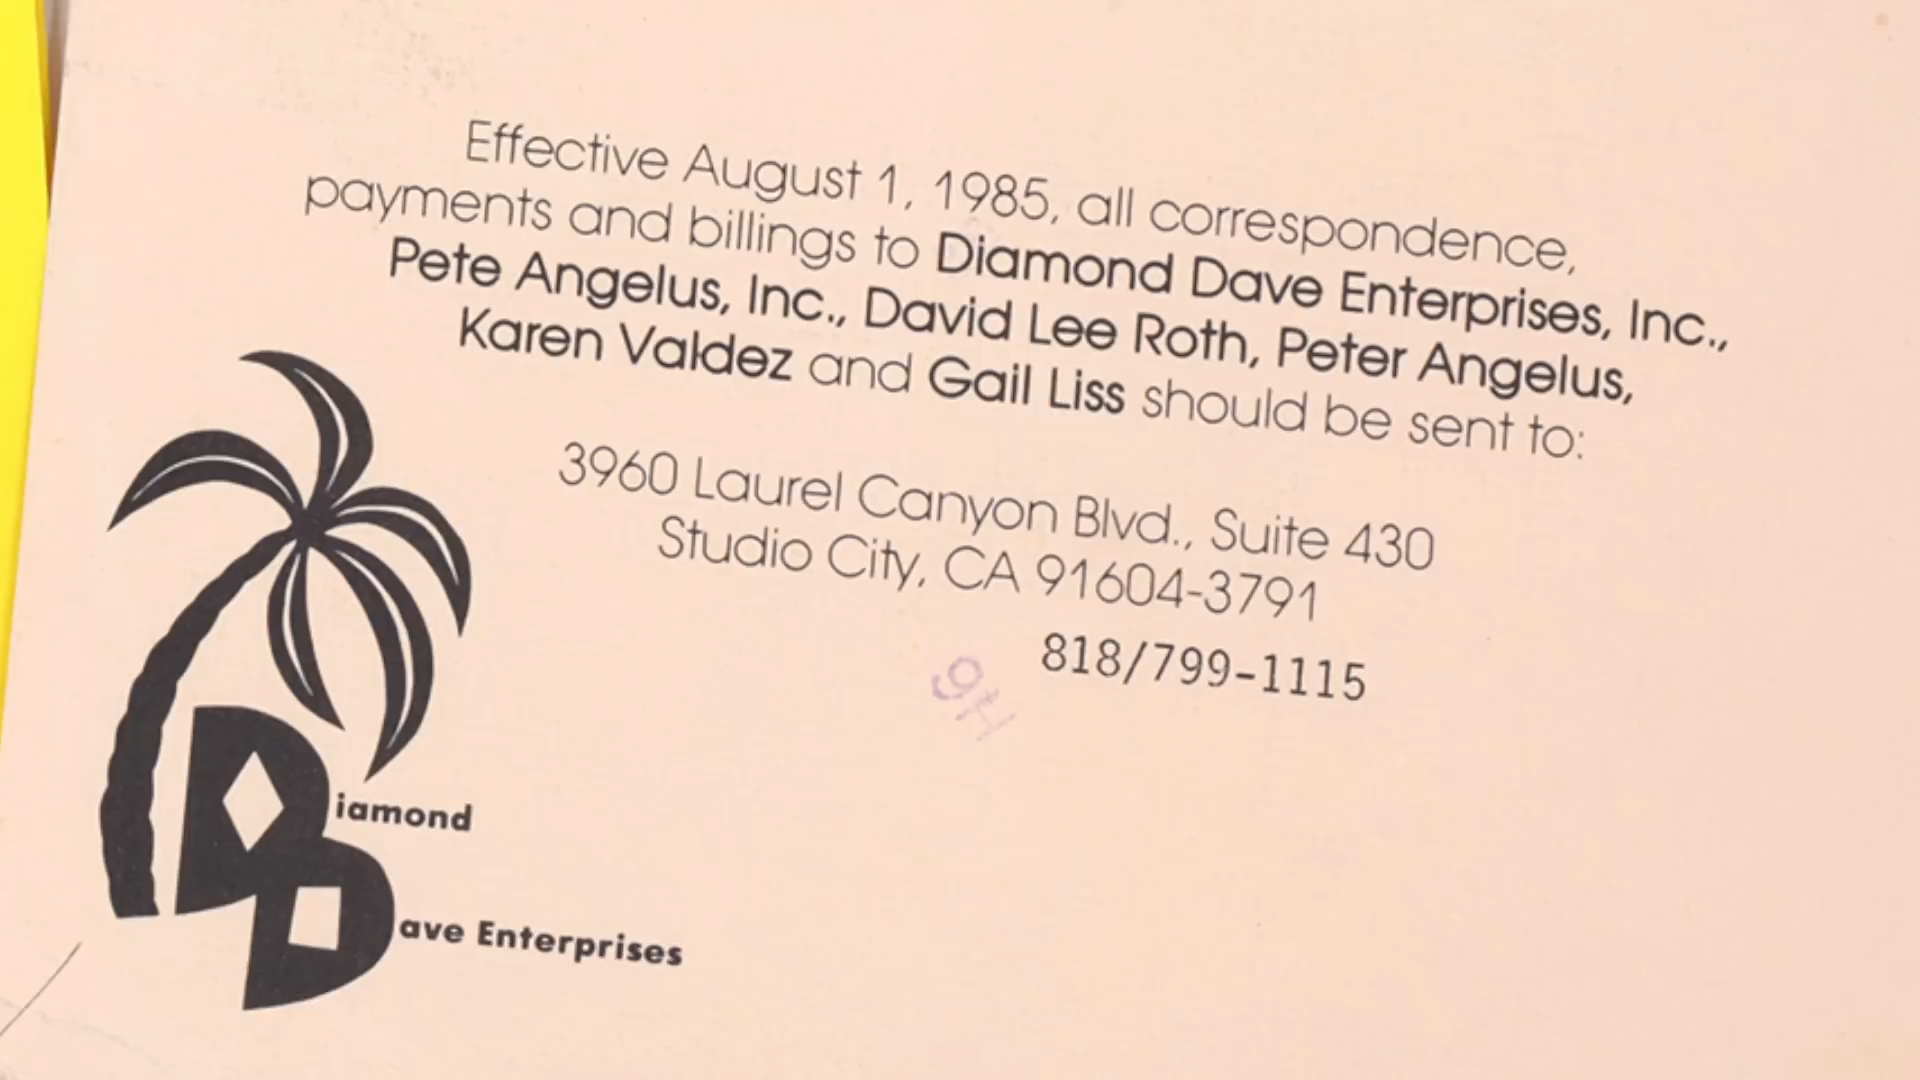 Effective August 1, 1985, all correspondence,
payments and billings to Diamond Dave Enterprises, Inc.,
Pete Angelus, Inc., David Lee Roth, Peter Angelus,
Karen Valdez and Gail Liss should be sent to:
3960 Laurel Canyon Blvd., Suite 430
Studio City, CA 91604-3791
818/799-1115
Diamond
Dave Enterprises